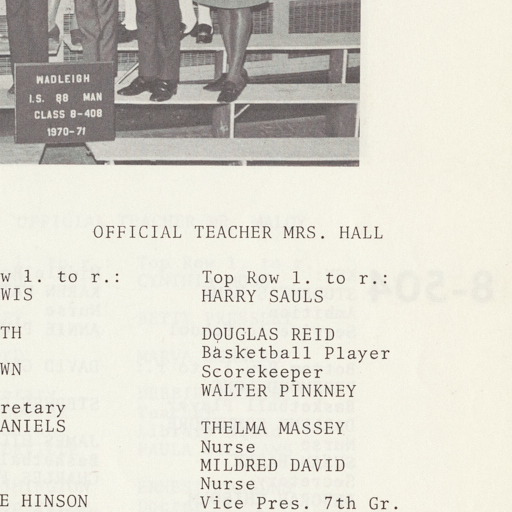 WADLEIGH
I.S. 88 MAN
CLASS 8-408
1970-71
OFFICIAL TEACHER MRS. HALL
w l. to r.:
WIS
TH
WN
retary
ANIELS
E HINSON
Top Row l. to r.:
HARRY SAULS
DOUGLAS REID
Basketball Player
Scorekeeper
WALTER PINKNEY
THELMA MASSEY
Nurse
MILDRED DAVID
Nurse
Vice Pres. 7th Gr.